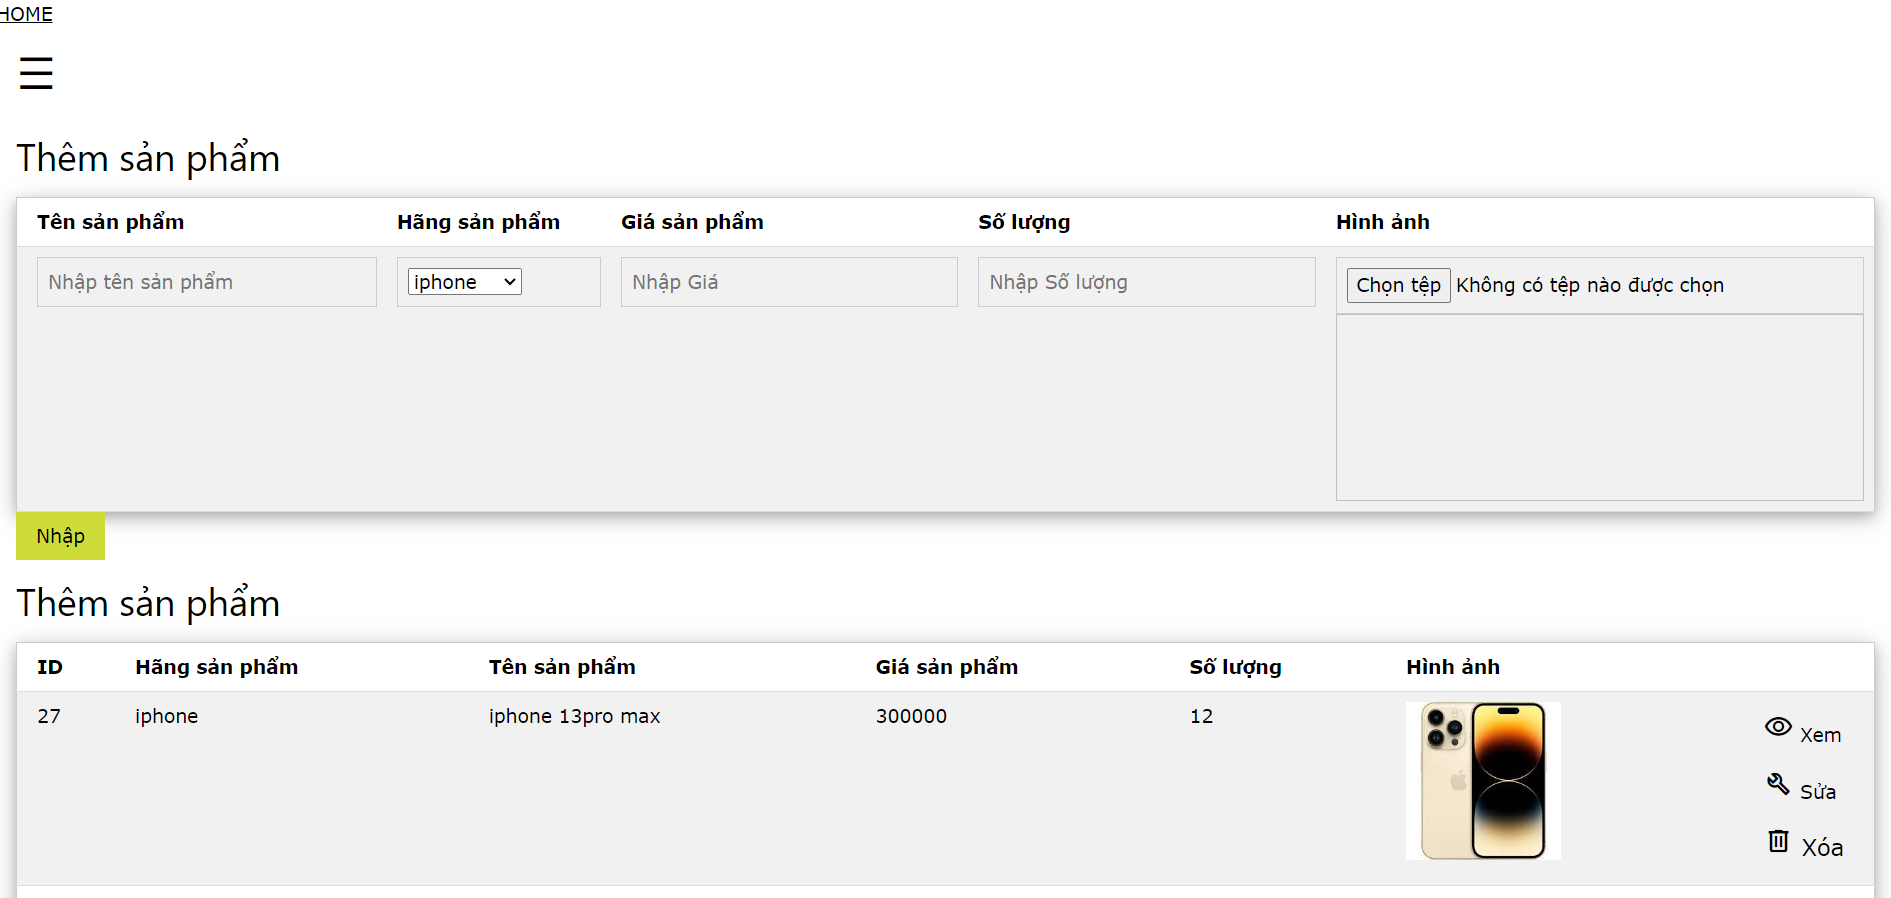 HOME
Thêm sản phẩm
Tên sản phẩm Hãng sản phẩm Giá sản phẩm Số lượng Hình ảnh
Nhập tên sản phẩm iphone Nhập Giá Nhập Số lượng Chọn tệp Không có tệp nào được chọn
Nhập
Thêm sản phẩm
ID Hãng sản phẩm Tên sản phẩm Giá sản phẩm Số lượng Hình ảnh
27 iphone iphone 13pro max 300000 12
Xem
Sửa
Xóa